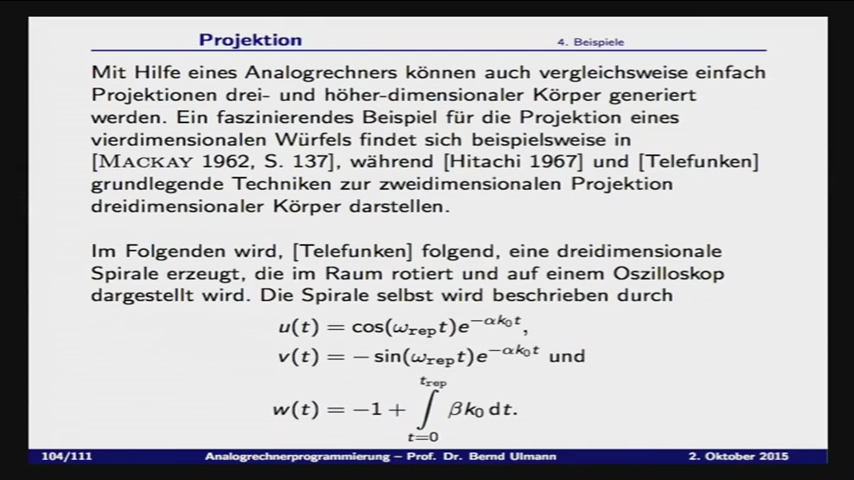 Projektion 4. Beispiele
Mit Hilfe eines Analogrechners können auch vergleichsweise einfach
Projektionen drei- und höher-dimensionaler Körper generiert
werden. Ein faszinierendes Beispiel für die Projektion eines
vierdimensionalen Würfels findet sich beispielsweise in
[MACKAY 1962, S. 137], während [Hitachi 1967] und [Telefunken]
grundlegende Techniken zur zweidimensionalen Projektion
dreidimensionaler Körper darstellen.
Im Folgenden wird, [Telefunken] folgend, eine dreidimensionale
Spirale erzeugt, die im Raum rotiert und auf einem Oszilloskop
dargestellt wird. Die Spirale selbst wird beschrieben durch
u(t) = cos(ω_rep t)e^{−αk₀t},
v(t) = − sin(ω_rep t)e^{−αk₀t} und
w(t) = −1 + ∫_{t=0}^{t_rep} βk₀ dt.
104/111 Analogrechnerprogrammierung – Prof. Dr. Bernd Ulmann 2. Oktober 2015